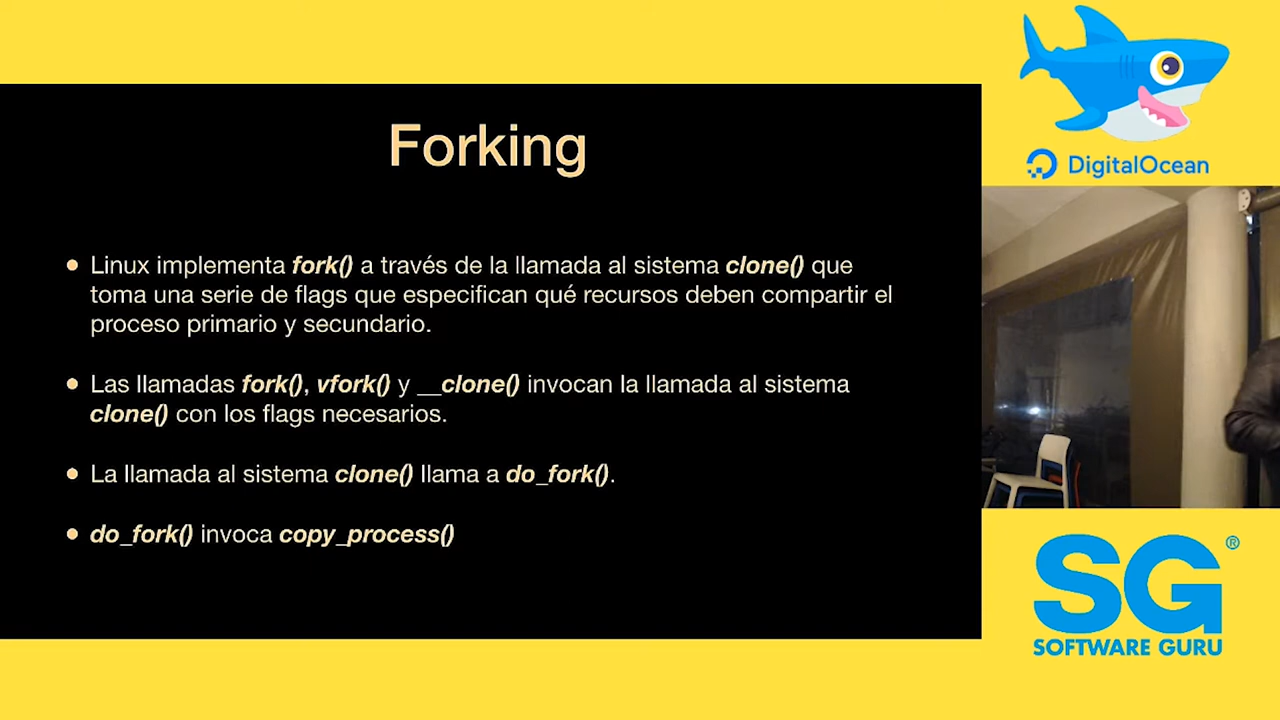 Forking
• Linux implementa fork() a través de la llamada al sistema clone() que
toma una serie de flags que especifican qué recursos deben compartir el
proceso primario y secundario.
• Las llamadas fork(), vfork() y __clone() invocan la llamada al sistema
clone() con los flags necesarios.
• La llamada al sistema clone() llama a do_fork().
• do_fork() invoca copy_process()
DigitalOcean
SG®
SOFTWARE GURU